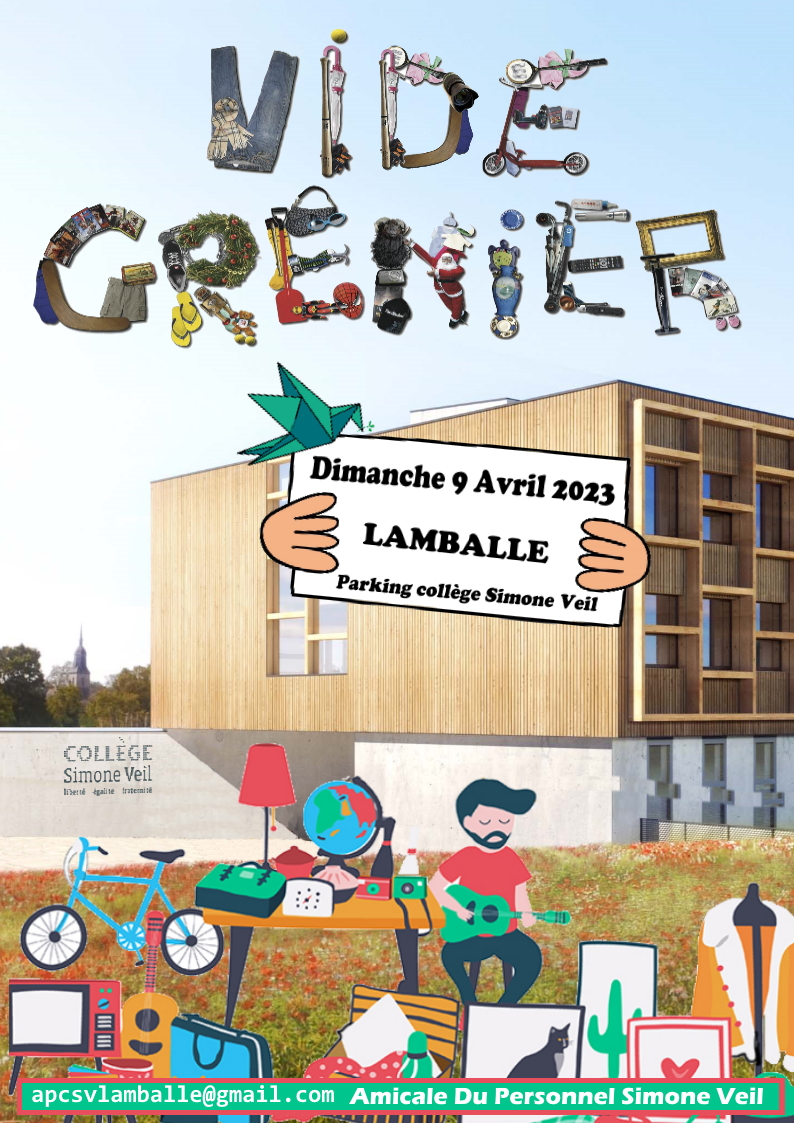 VIDE
GRENIER
Dimanche 9 Avril 2023
LAMBALLE
Parking collège Simone Veil
COLLÈGE
Simone Veil
liberté égalité fraternité
apcsvlamballe@gmail.com Amicale Du Personnel Simone Veil